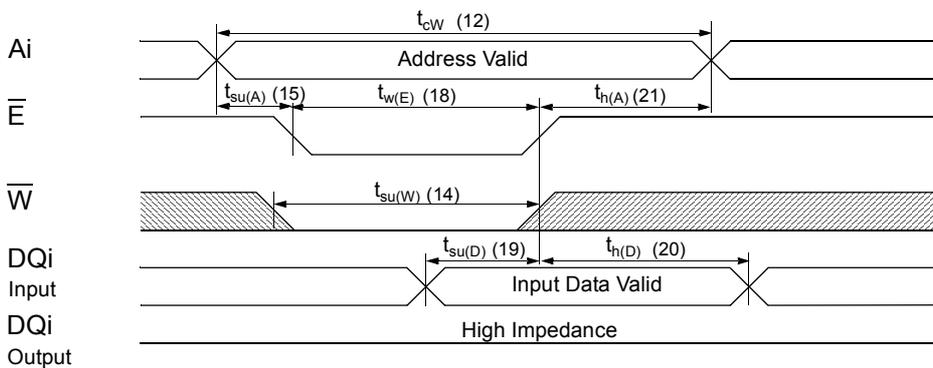 t_cW (12)
Ai
Address Valid
t_su(A) (15)
t_w(E) (18)
t_h(A) (21)
E̅
W̅
t_su(W) (14)
DQi
Input
t_su(D) (19)
t_h(D) (20)
Input Data Valid
DQi
Output
High Impedance